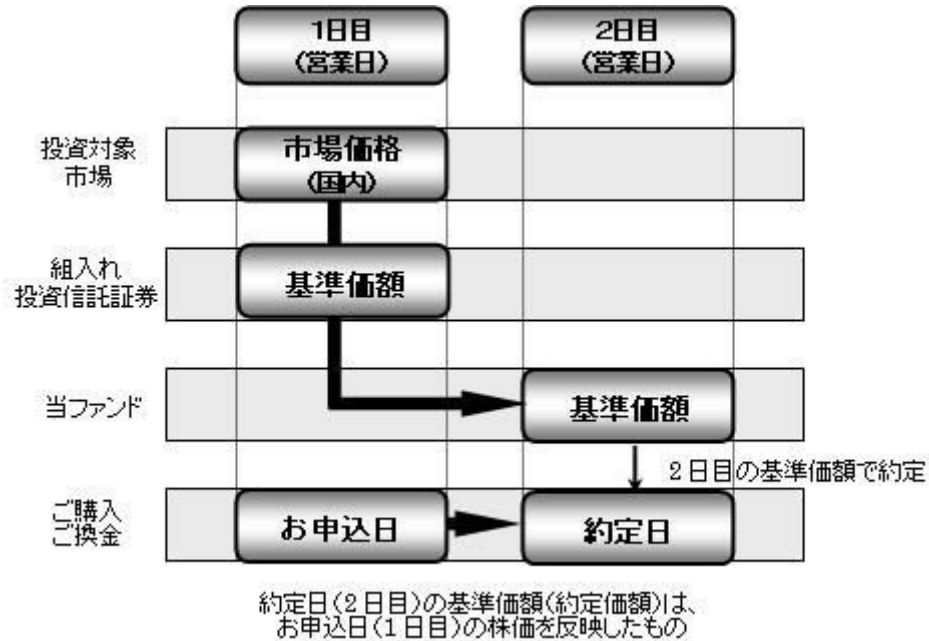 1日目
(営業日)
2日目
(営業日)
投資対象
市場
市場価格
(国内)
組入れ
投資信託証券
基準価額
当ファンド
基準価額
2日目の基準価額で約定
ご購入
ご換金
お申込日
約定日
約定日(2日目)の基準価額(約定価額)は、
お申込日(1日目)の株価を反映したもの